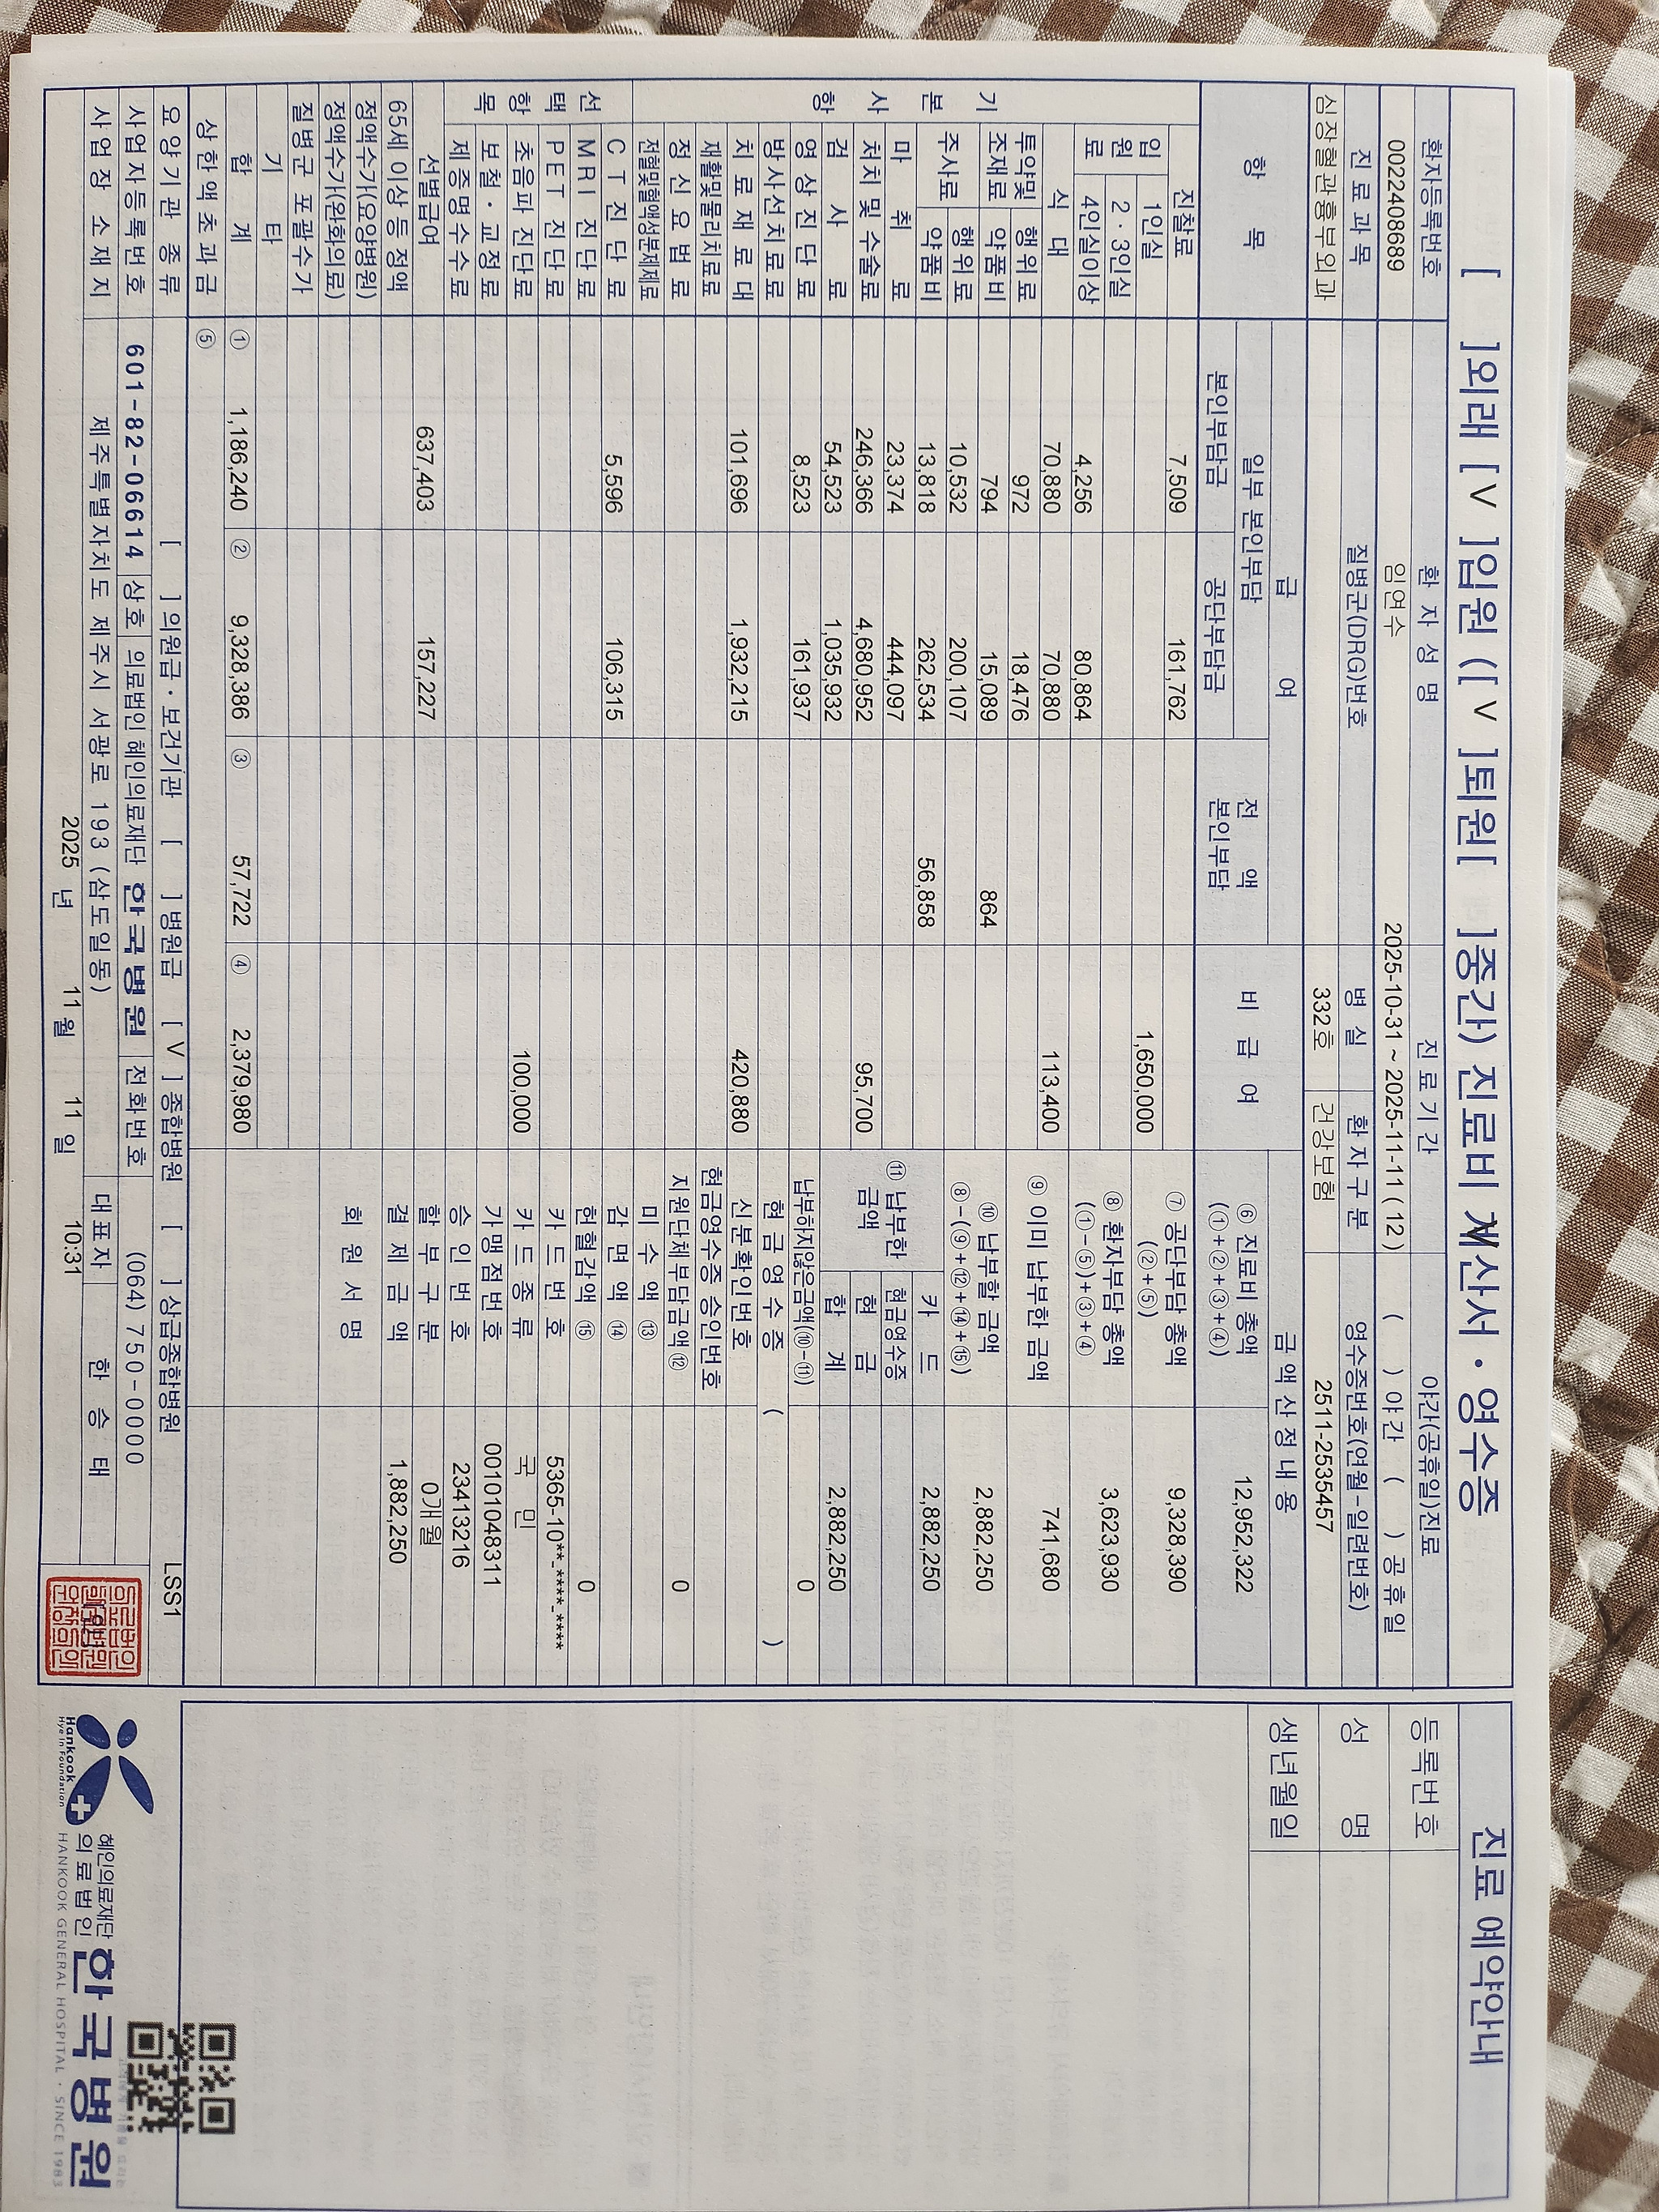 [ ]외래 [ V ]입원 ([ V ]퇴원[ ]중간) 진료비 계산서 · 영수증
환자등록번호 환 자 성 명 진 료 기 간 야간(공휴일)진료
0022408689 임연수 2025-10-31 ~ 2025-11-11 ( 12 ) ( ) 야간 ( ) 공휴일
진 료 과 목 질병군(DRG)번호 병 실 환 자 구 분 영수증번호(연월-일련번호)
심장혈관흉부외과 332호 건강보험 2511-2535457
항 목 급 여 비 급 여 금 액 산 정 내 용
일부 본인부담 전 액 본인부담
본인부담금 공단부담금
기 본 사 항
진찰료 7,509 161,762
입 원 료
1인실 1,650,000
2 · 3인실
4인실이상 4,256 80,864
식 대 70,880 70,880 113,400
투약및 조재료
행위료 972 18,476
약품비 794 15,089 864
주사료
행위료 10,532 200,107
약품비 13,818 262,534 56,858
마 취 료 23,374 444,097
처치 및 수술료 246,366 4,680,952 95,700
검 사 료 54,523 1,035,932
영 상 진 단 료 8,523 161,937
방사선치료료
치 료 재 료 대 101,696 1,932,215 420,880
재활및물리치료료
정 신 요 법 료
전혈및혈액성분제제료
선 택 항 목
C T 진 단 료 5,596 106,315
M R I 진 단 료
P E T 진 단 료
초음파 진단료 100,000
보철 · 교정료
제 증 명 수 수 료
선별급여 637,403 157,227
65세 이상 등 정액
정액수가(요양병원)
정액수가(완화의료)
질병군 포괄수가
기 타
합 계 ① 1,186,240 ② 9,328,386 ③ 57,722 ④ 2,379,980
상 한 액 초 과 금 ⑤
⑥ 진료비 총액 (①+②+③+④) 12,952,322
⑦ 공단부담 총액 (②+⑤) 9,328,390
⑧ 환자부담 총액 (①-⑤)+③+④ 3,623,930
⑨ 이미 납부한 금액 741,680
⑩ 납부할 금액 ⑧-(⑨+⑫+⑭+⑮) 2,882,250
⑪ 납부한 금액
카 드 2,882,250
현금영수증
현 금
합 계 2,882,250
납부하지않은금액(⑩-⑪) 0
현 금 영 수 증 ( )
신분확인번호
현금영수증 승인번호
지원단체부담금액 ⑫ 0
미 수 액 ⑬
감 면 액 ⑭
헌혈감액 ⑮ 0
카 드 번 호 5365-10**-****-****
카 드 종 류 국 민
가 맹 점 번 호 00101048311
승 인 번 호 23413216
할 부 구 분 0개월
결 제 금 액 1,882,250
회 원 서 명
요 양 기 관 종 류 [ ] 의원급 · 보건기관 [ ] 병원급 [ V ] 종합병원 [ ] 상급종합병원 LSS1
사업자등록번호 601-82-06614 상호 의료법인 혜인의료재단 한국병원 전화번호 (064) 750-0000
사 업 장 소 재 지 제주특별자치도 제주시 서광로 193 (삼도일동) 대 표 자 한 승 태
2025 년 11 월 11 일 10:31
진료 예약안내
등록번호
성 명
생년월일
Hankook
Hye In Foundation
혜인의료재단
의 료 법 인
한국병원
HANKOOK GENERAL HOSPITAL · SINCE 1983